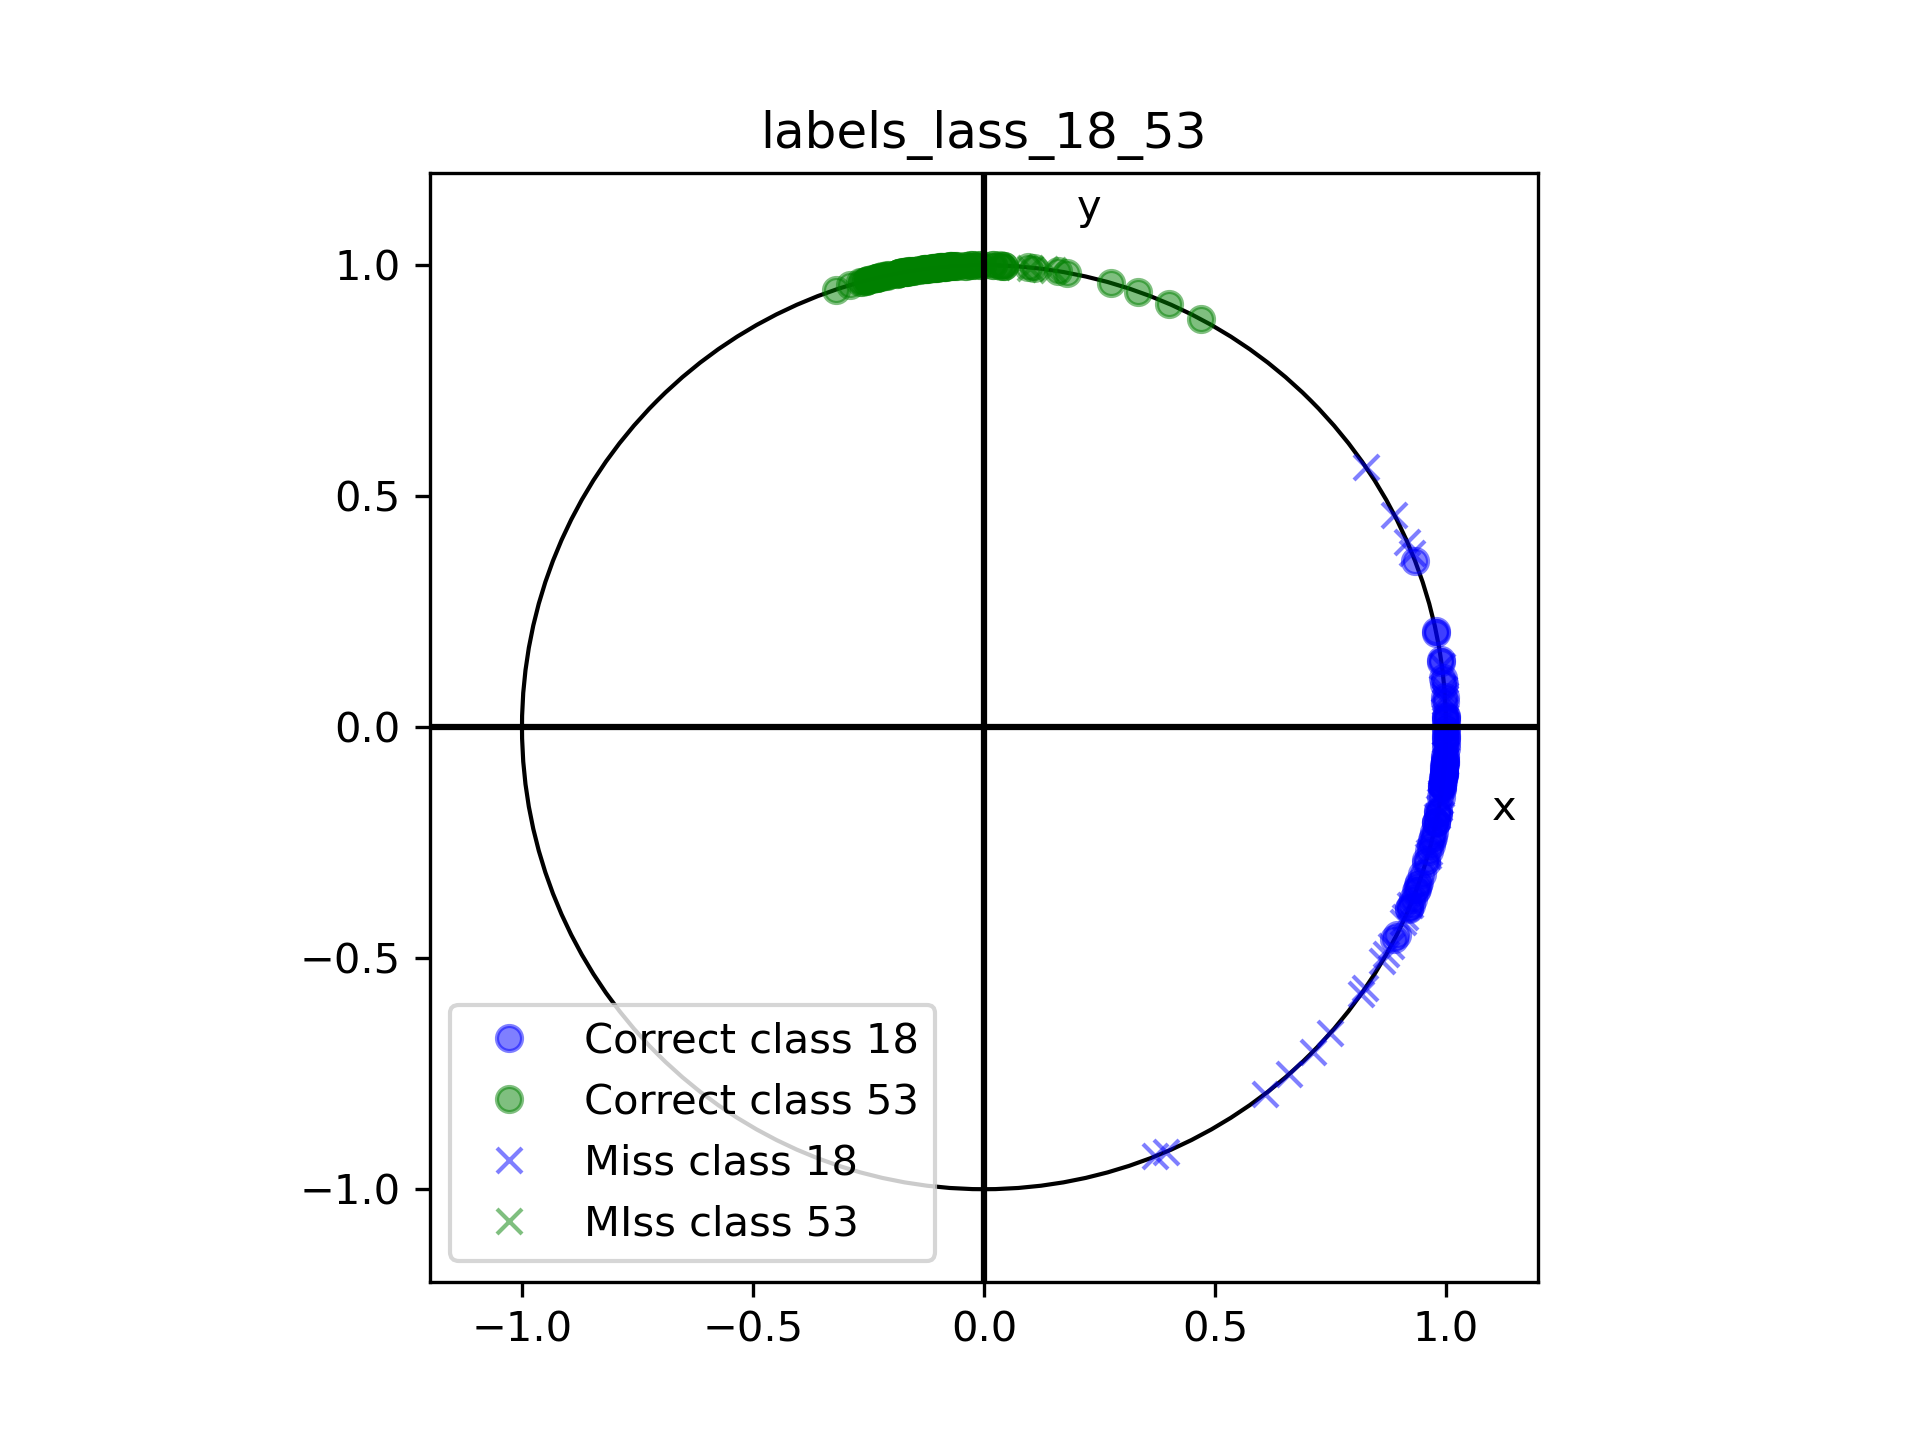 labels_lass_18_53
y
1.0
0.5
0.0
x
−0.5
−1.0
Correct class 18
Correct class 53
Miss class 18
MIss class 53
−1.0 −0.5 0.0 0.5 1.0